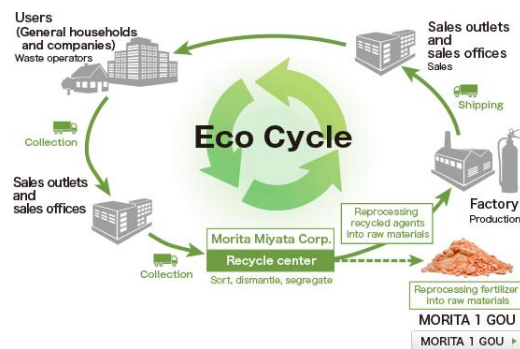 Users
(General households
and companies)
Waste operators
Sales outlets
and
sales offices
Sales
Shipping
Eco Cycle
Collection
Sales outlets
and
sales offices
Collection
Morita Miyata Corp.
Recycle center
Sort, dismantle, segregate
Reprocessing
recycled agents
into raw materials
Factory
Production
Reprocessing fertilizer
into raw materials
MORITA 1 GOU
MORITA 1 GOU